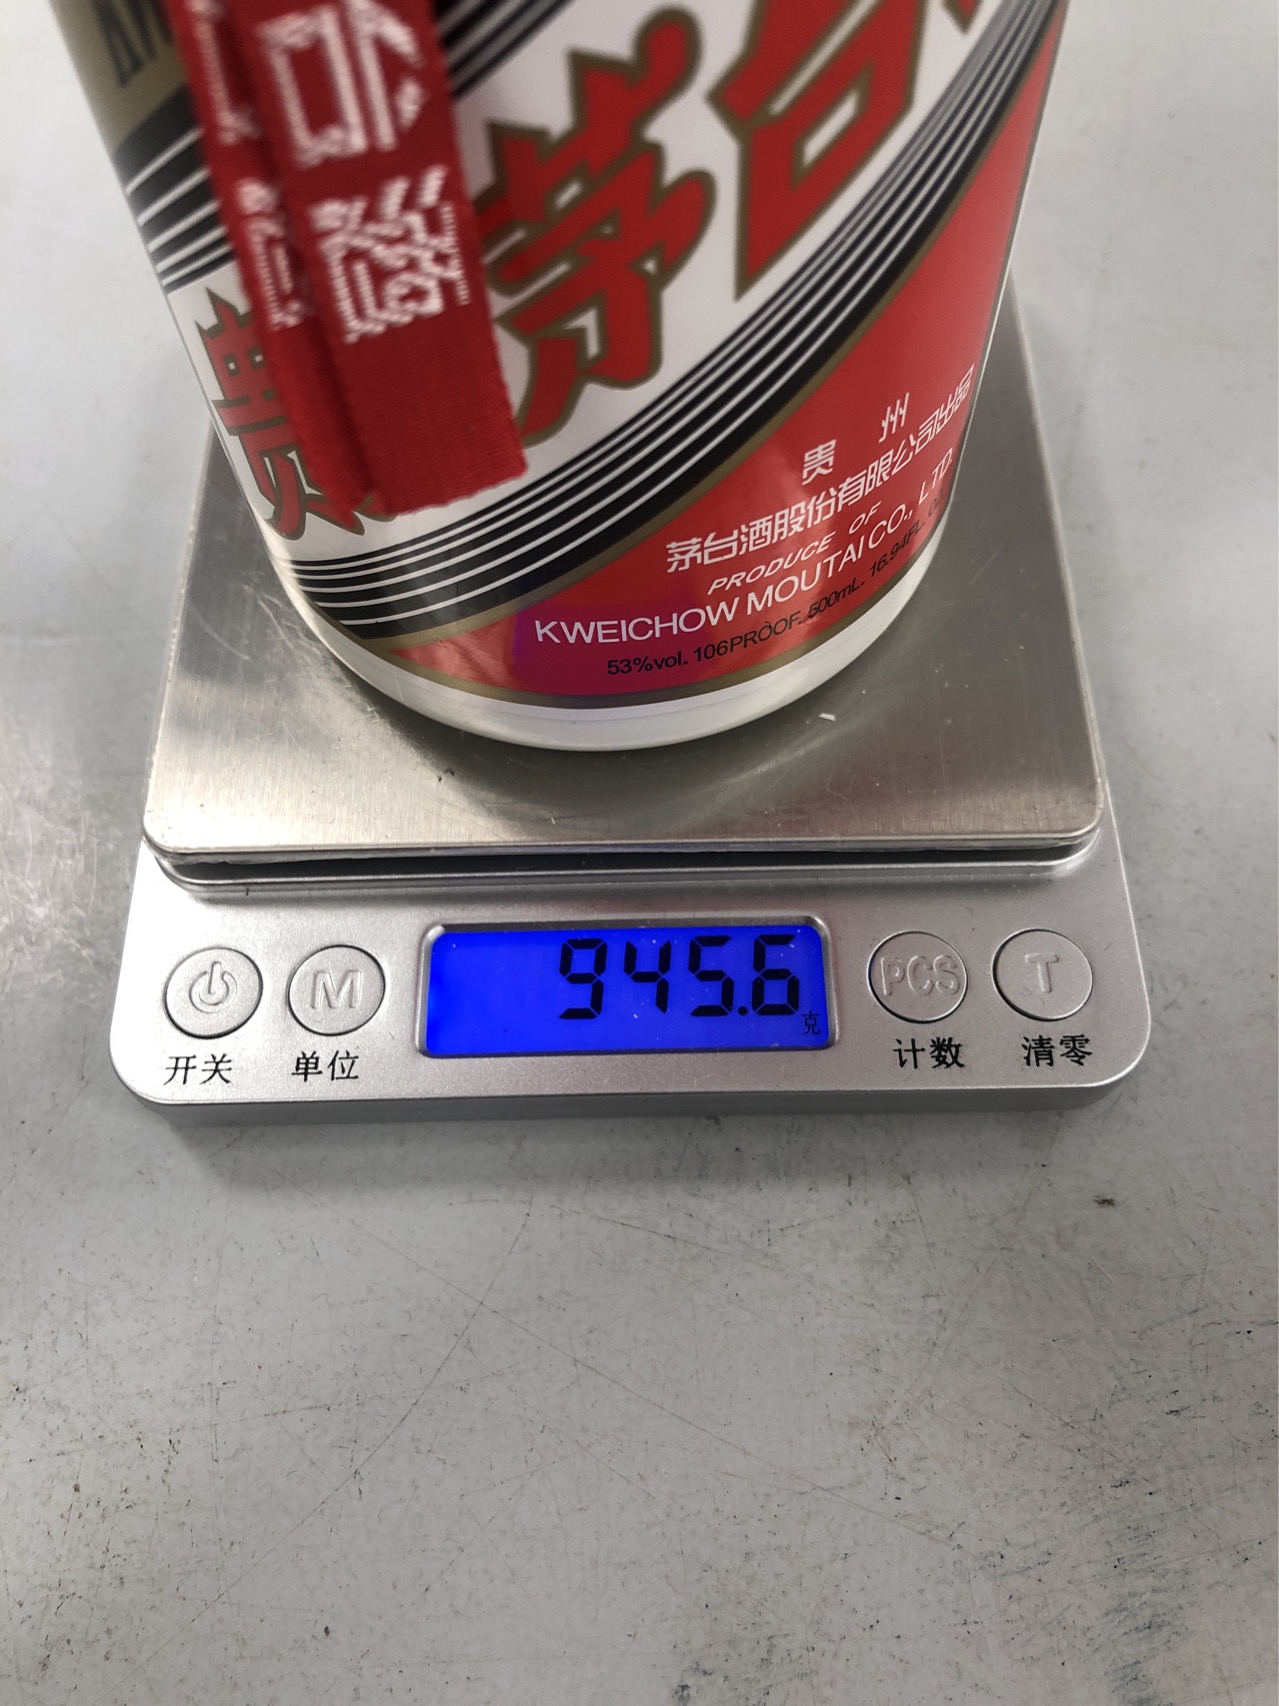 茅台
贵
贵 州
茅台酒股份有限公司出品
PRODUCE OF
KWEICHOW MOUTAI CO., LTD.
53%vol. 106PROOF. 500mL. 16.94FL.
945.6
克
M
PCS
T
开关
单位
计数
清零